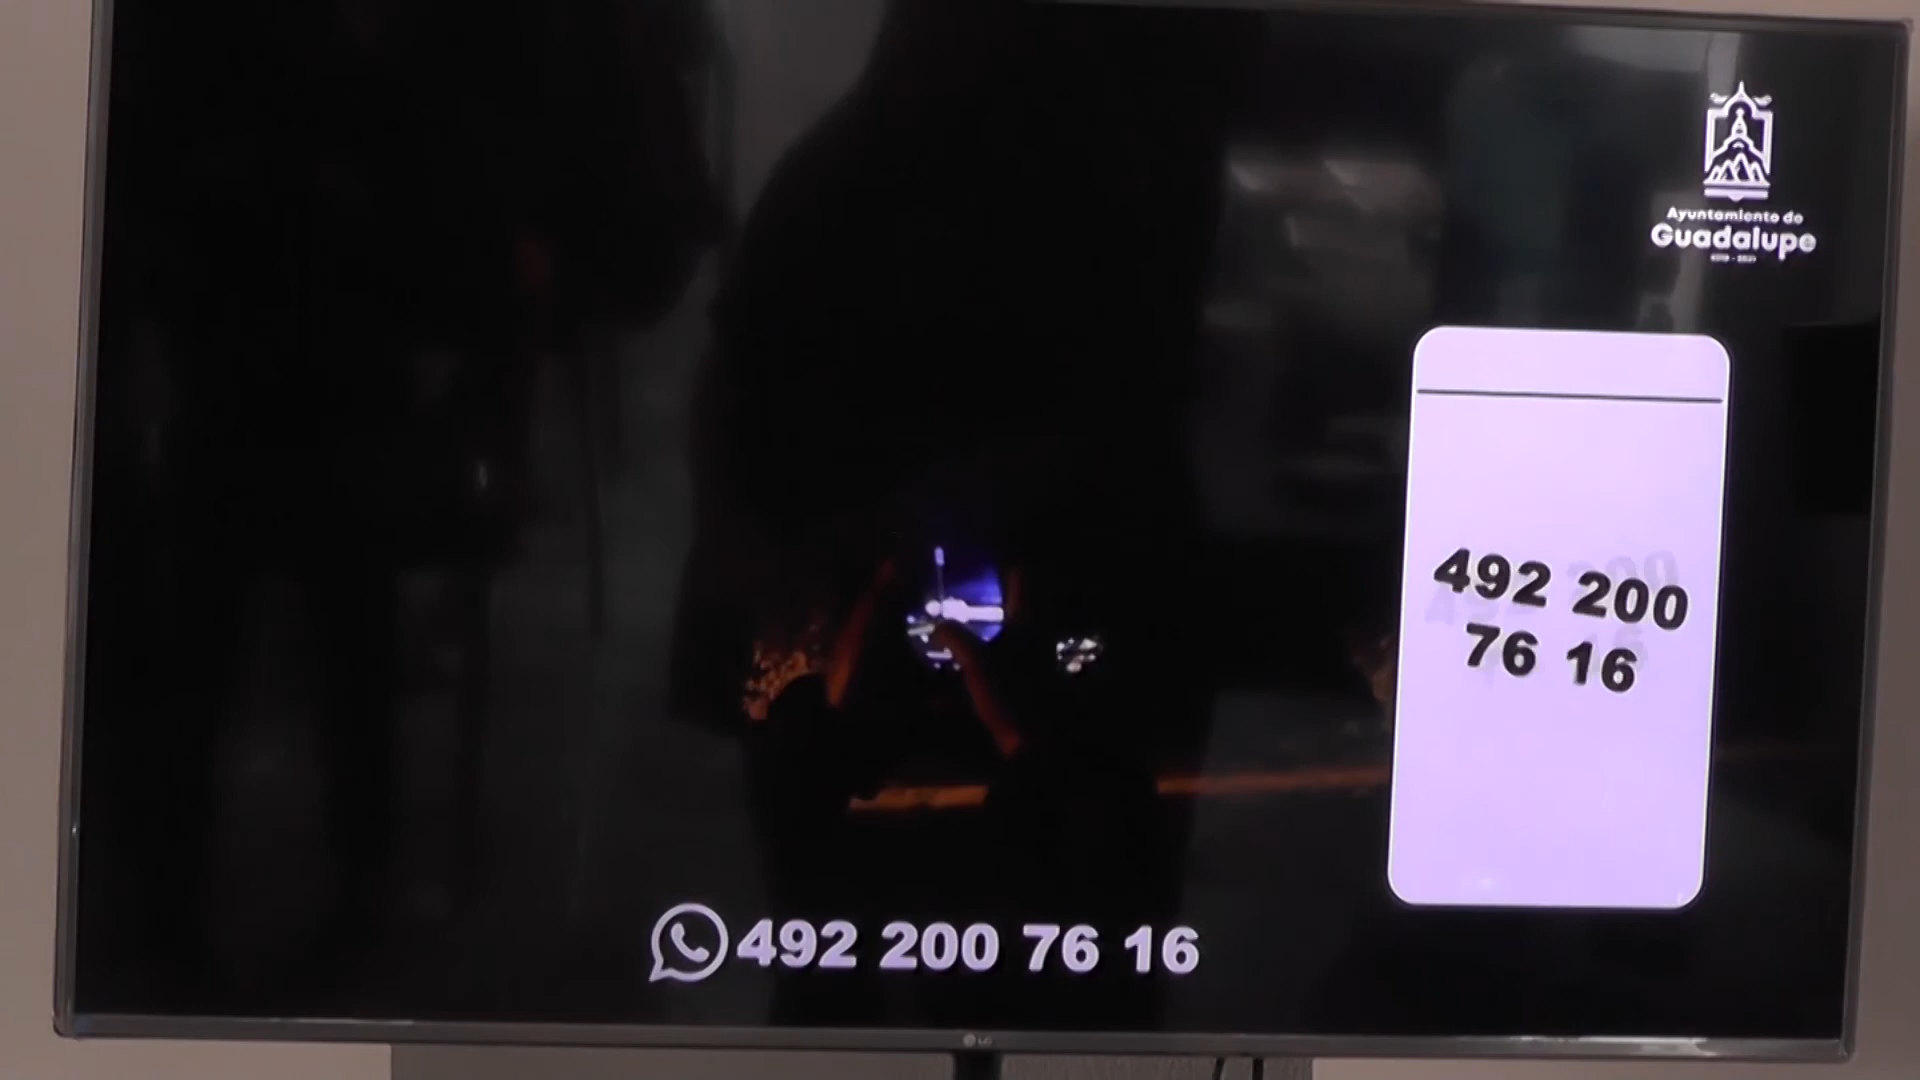 Ayuntamiento de
Guadalupe
492 200
76 16
492 200 76 16
LG